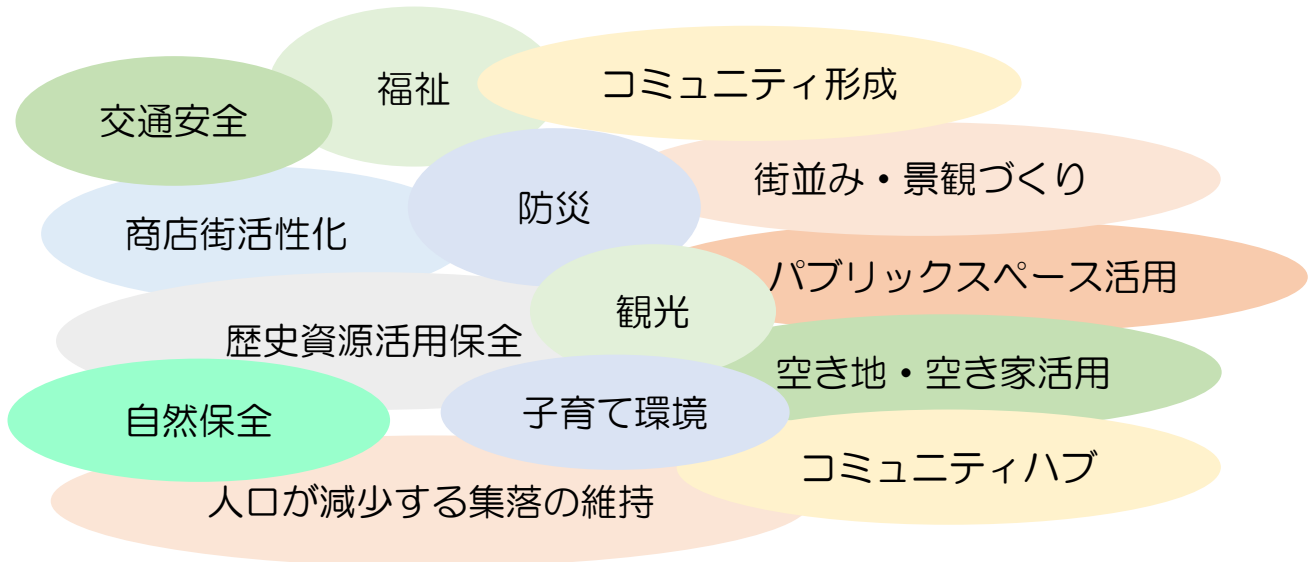 福祉
コミュニティ形成
交通安全
街並み・景観づくり
防災
商店街活性化
パブリックスペース活用
観光
歴史資源活用保全
空き地・空き家活用
子育て環境
自然保全
コミュニティハブ
人口が減少する集落の維持